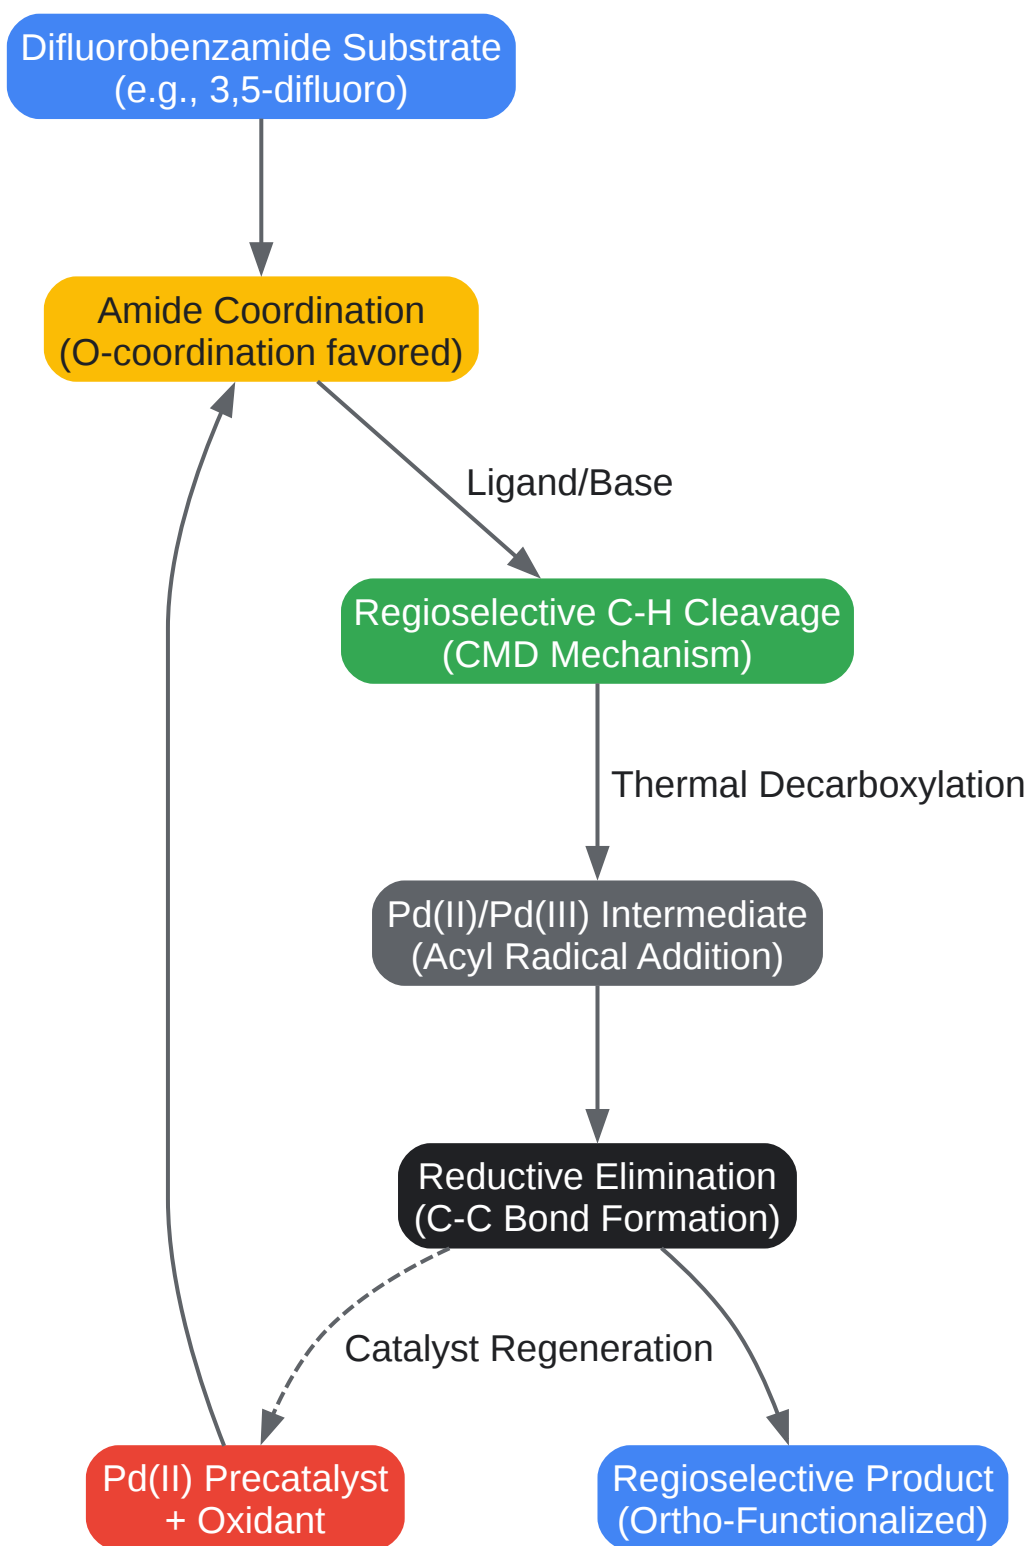 Difluorobenzamide Substrate
(e.g., 3,5-difluoro)
Amide Coordination
(O-coordination favored)
Ligand/Base
Regioselective C-H Cleavage
(CMD Mechanism)
Thermal Decarboxylation
Pd(II)/Pd(III) Intermediate
(Acyl Radical Addition)
Reductive Elimination
(C-C Bond Formation)
Catalyst Regeneration
Pd(II) Precatalyst
+ Oxidant
Regioselective Product
(Ortho-Functionalized)